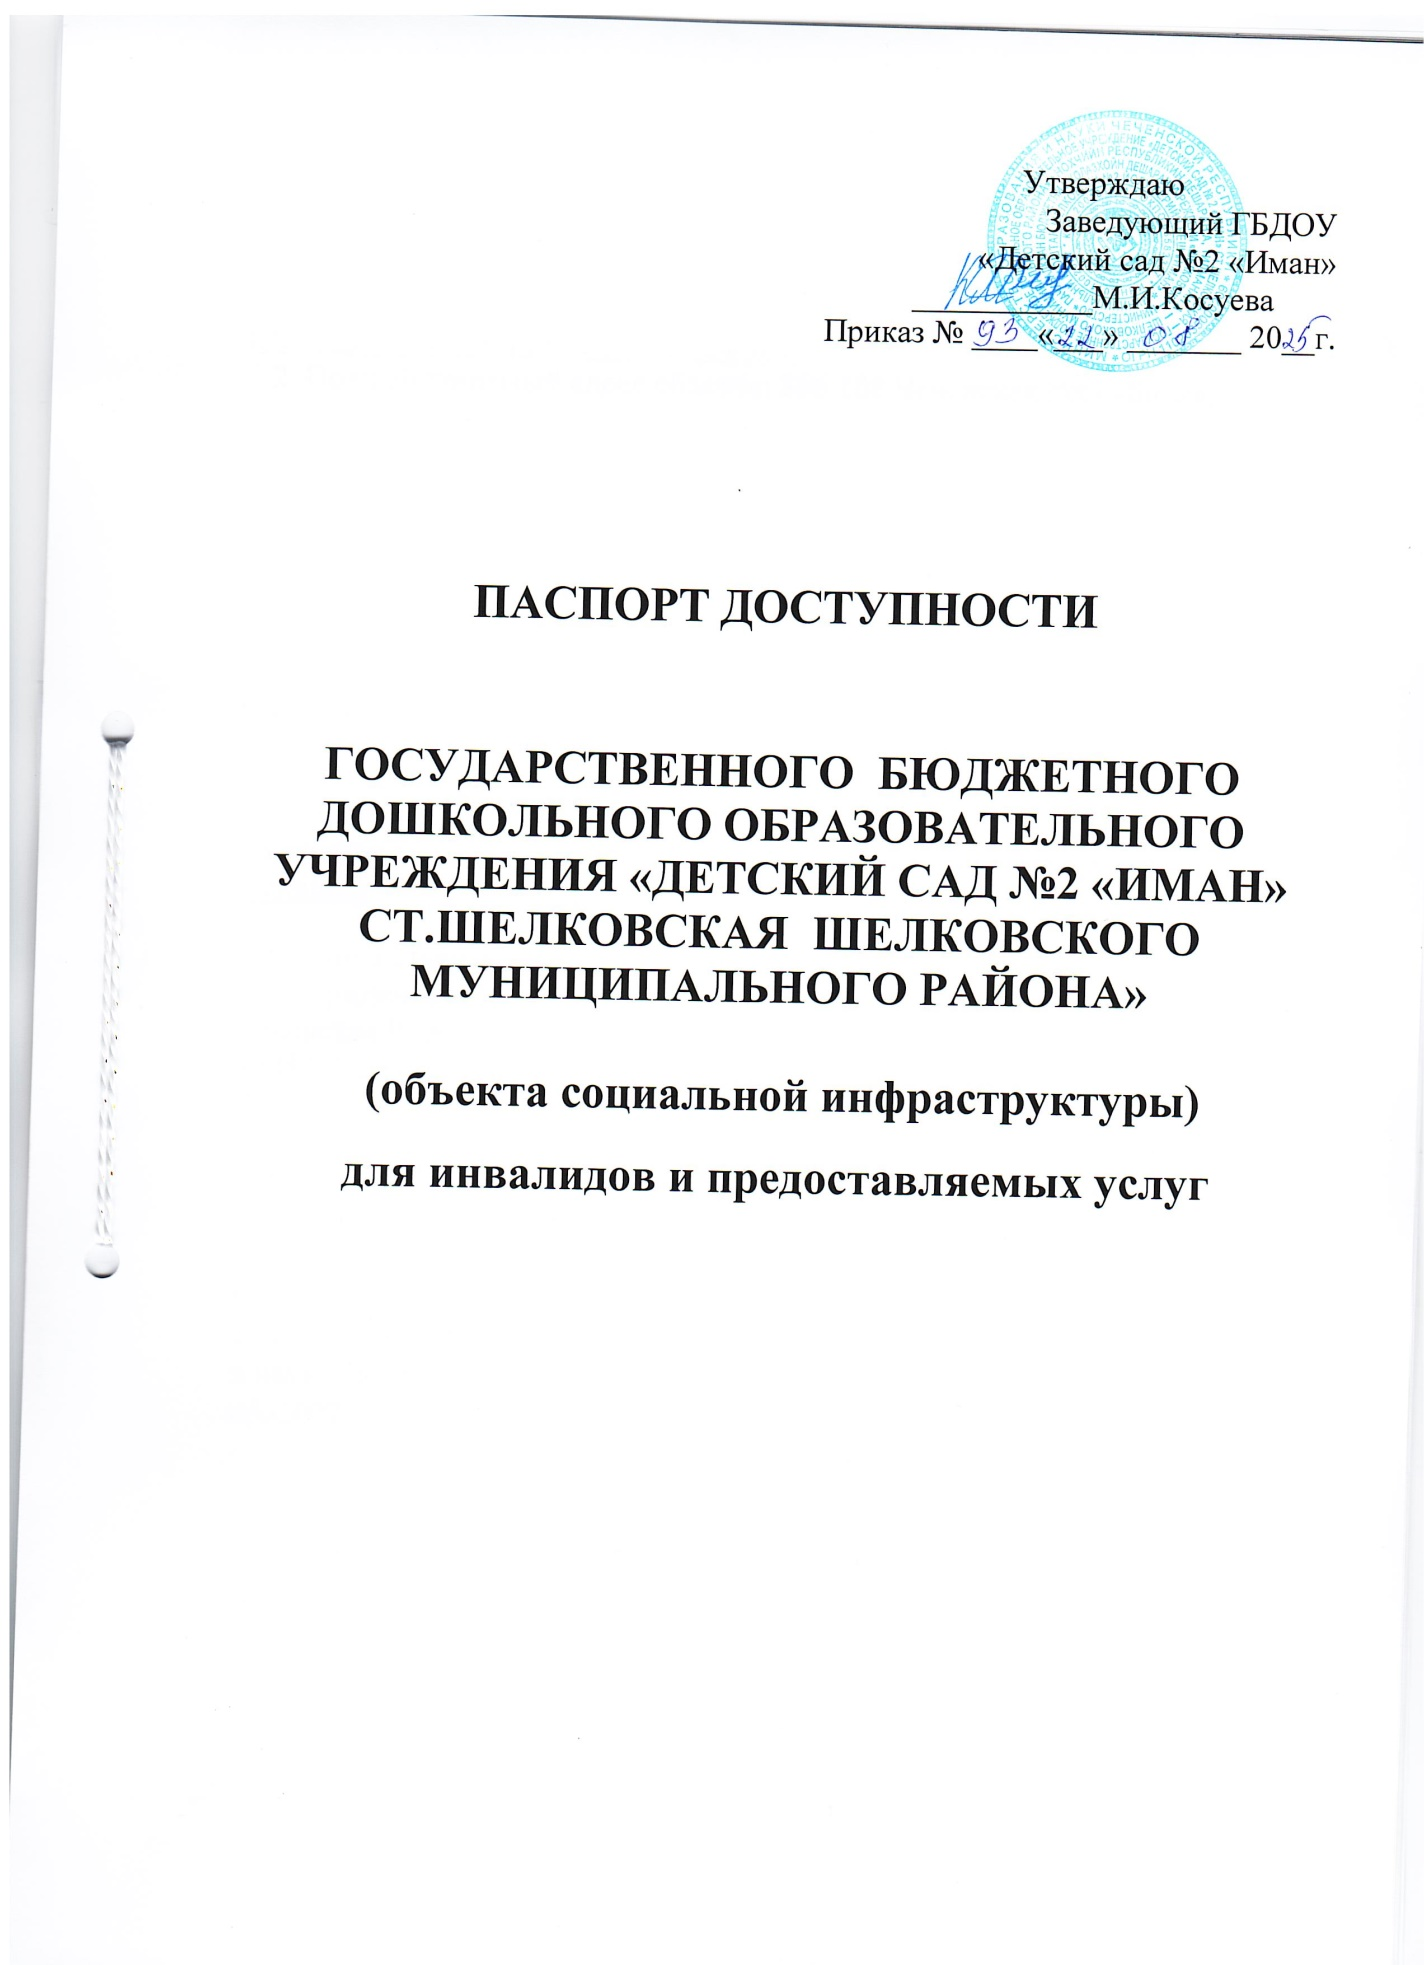 Утверждаю
Заведующий ГБДОУ
«Детский сад №2 «Иман»
____________М.И.Косуева
Приказ № 93 «22» 08 2025г.
ПАСПОРТ ДОСТУПНОСТИ
ГОСУДАРСТВЕННОГО БЮДЖЕТНОГО
ДОШКОЛЬНОГО ОБРАЗОВАТЕЛЬНОГО
УЧРЕЖДЕНИЯ «ДЕТСКИЙ САД №2 «ИМАН»
СТ.ШЕЛКОВСКАЯ ШЕЛКОВСКОГО
МУНИЦИПАЛЬНОГО РАЙОНА»
(объекта социальной инфраструктуры)
для инвалидов и предоставляемых услуг